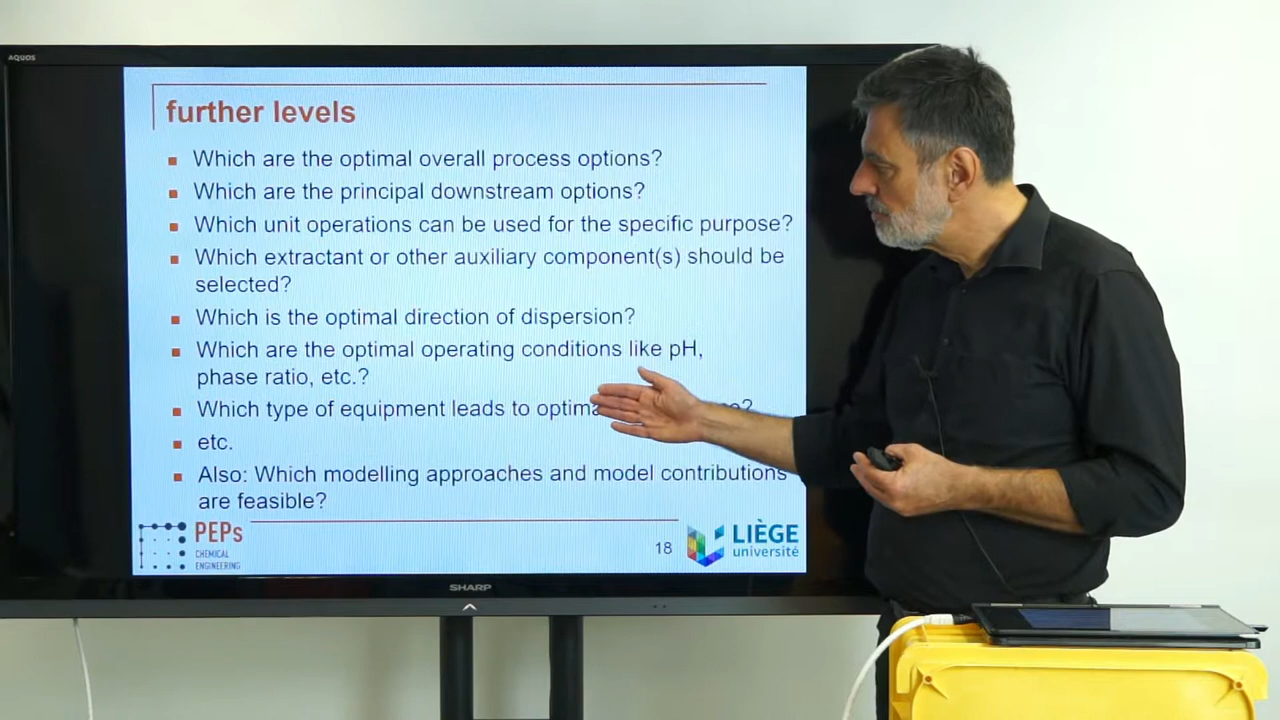 AQUOS
further levels
Which are the optimal overall process options?
Which are the principal downstream options?
Which unit operations can be used for the specific purpose?
Which extractant or other auxiliary component(s) should be
selected?
Which is the optimal direction of dispersion?
Which are the optimal operating conditions like pH,
phase ratio, etc.?
Which type of equipment leads to
etc.
Also: Which modelling approaches and model contributions
are feasible?
PEPs
CHEMICAL
ENGINEERING
18
LIÈGE
université
SHARP